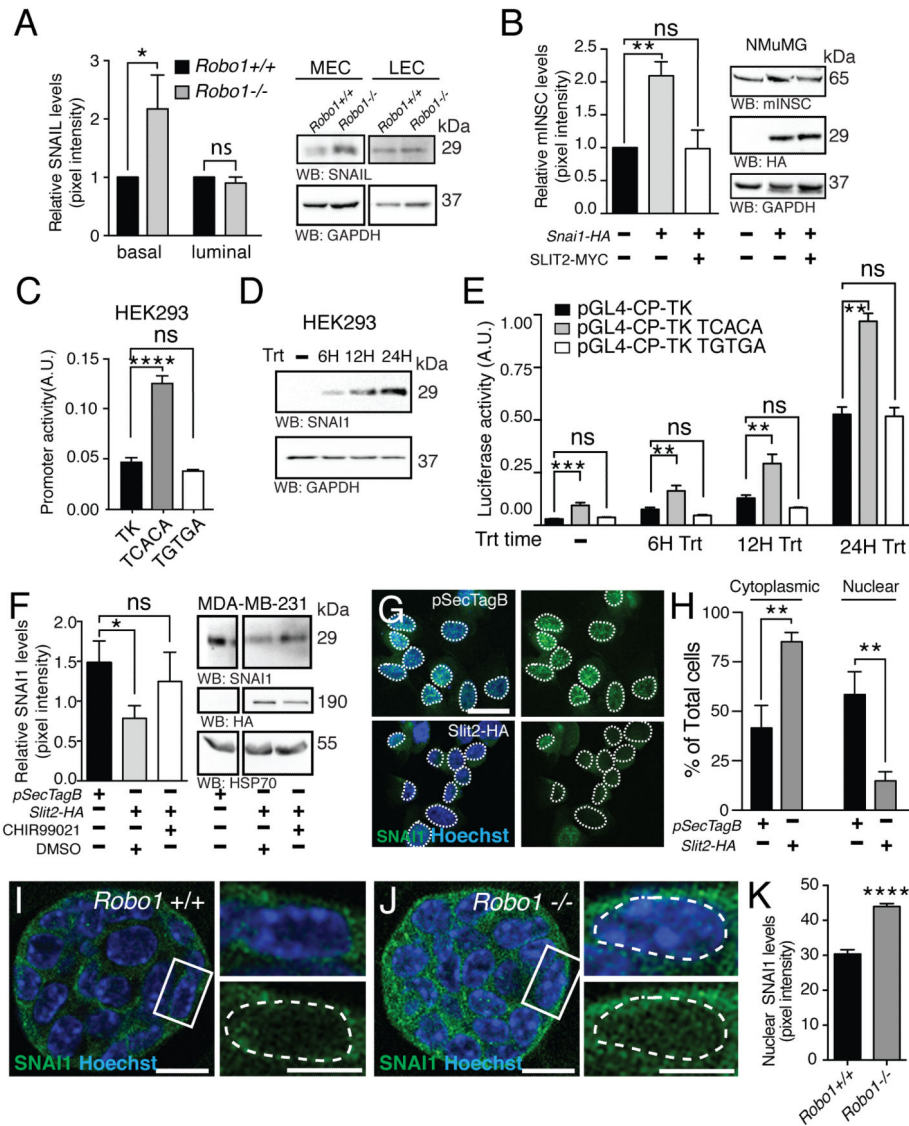 A
Relative SNAIL levels
(pixel intensity)
3
2
1
0
*
ns
Robo1+/+
Robo1-/-
basal
luminal
MEC
LEC
Robo1+/+
Robo1-/-
Robo1+/+
Robo1-/-
kDa
29
WB: SNAIL
37
WB: GAPDH
B
Relative mINSC levels
(pixel intensity)
2.5
2.0
1.5
1.0
0.5
0.0
ns
**
Snai1-HA
– + +
– + +
SLIT2-MYC
– – +
– – +
NMuMG
kDa
65
WB: mINSC
29
WB: HA
37
WB: GAPDH
C
HEK293
Promoter activity(A.U.)
0.15
0.10
0.05
0.00
ns
****
TK
TCACA
TGTGA
D
HEK293
Trt – 6H 12H 24H
kDa
29
WB: SNAI1
37
WB: GAPDH
E
Luciferase activity (A.U.)
1.00
0.50
0.25
0.00
pGL4-CP-TK
pGL4-CP-TK TCACA
pGL4-CP-TK TGTGA
ns
***
ns
**
ns
**
ns
**
Trt time
–
6H Trt
12H Trt
24H Trt
F
Relative SNAI1 levels
(pixel intensity)
2.0
1.5
1.0
0.5
0.0
ns
*
pSecTagB
+ – –
+ – –
Slit2-HA
– + +
– + +
CHIR99021
– – +
– – +
DMSO
– + –
– + –
MDA-MB-231
kDa
29
WB: SNAI1
190
WB: HA
55
WB: HSP70
G
pSecTagB
Slit2-HA
SNAI1 Hoechst
H
Cytoplasmic
Nuclear
% of Total cells
100
75
50
25
0
**
**
pSecTagB
+ – + –
Slit2-HA
– + – +
I
Robo1 +/+
SNAI1 Hoechst
J
Robo1 -/-
SNAI1 Hoechst
K
Nuclear SNAI1 levels
(pixel intensity)
50
40
30
20
10
0
****
Robo1+/+
Robo1-/-